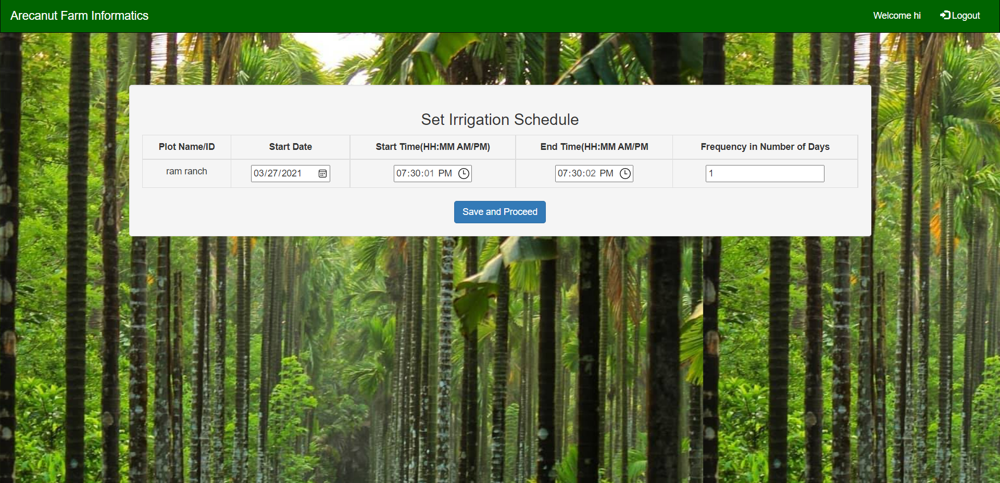 Arecanut Farm Informatics Welcome hi Logout
Set Irrigation Schedule
Plot Name/ID Start Date Start Time(HH:MM AM/PM) End Time(HH:MM AM/PM Frequency in Number of Days
ram ranch 03/27/2021 07:30:01 PM 07:30:02 PM 1
Save and Proceed